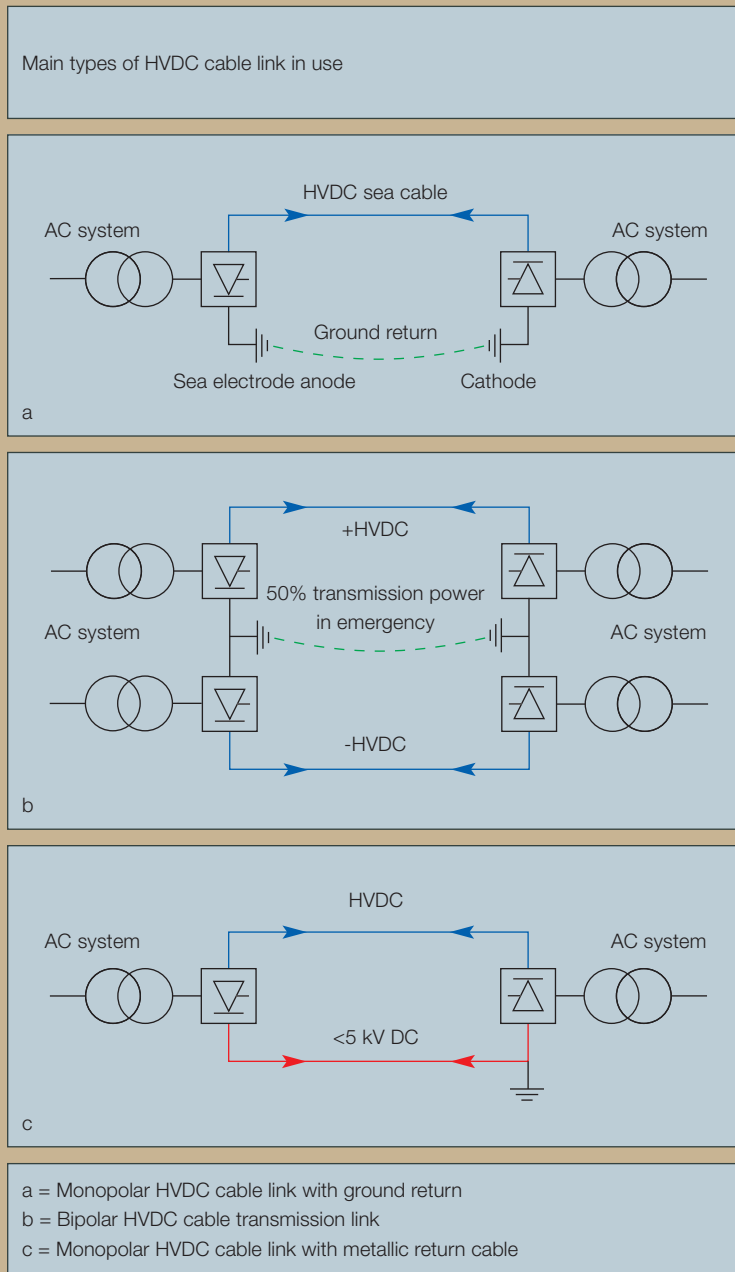 Main types of HVDC cable link in use
HVDC sea cable
AC system
AC system
Ground return
Sea electrode anode
Cathode
a
+HVDC
50% transmission power
in emergency
AC system
AC system
-HVDC
b
HVDC
AC system
AC system
<5 kV DC
c
a = Monopolar HVDC cable link with ground return
b = Bipolar HVDC cable transmission link
c = Monopolar HVDC cable link with metallic return cable